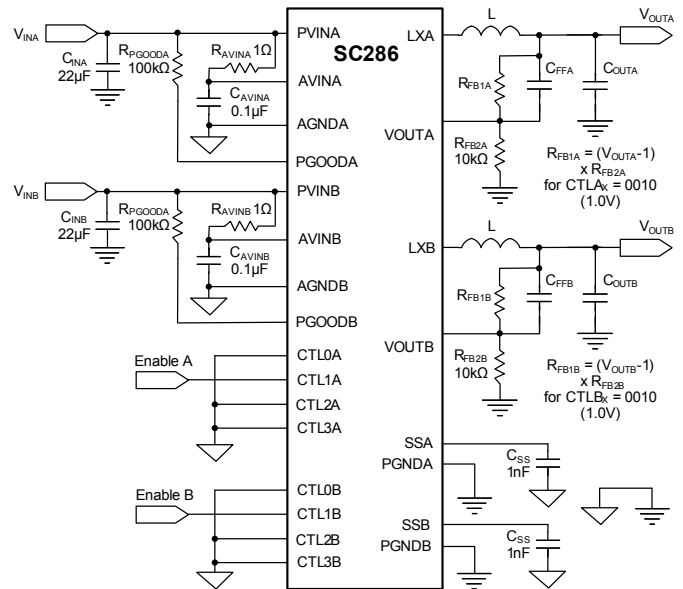 SC286
V_INA
C_INA
22µF
R_PGOODA
100kΩ
R_AVINA 1Ω
C_AVINA
0.1µF
PVINA
AVINA
AGNDA
PGOODA
V_INB
C_INB
22µF
R_PGOODA
100kΩ
R_AVINB 1Ω
C_AVINB
0.1µF
PVINB
AVINB
AGNDB
PGOODB
Enable A
CTL0A
CTL1A
CTL2A
CTL3A
Enable B
CTL0B
CTL1B
CTL2B
CTL3B
LXA
L
V_OUTA
R_FB1A
C_FFA
C_OUTA
VOUTA
R_FB2A
10kΩ
R_FB1A = (V_OUTA-1)
x R_FB2A
for CTLA_X = 0010
(1.0V)
LXB
L
V_OUTB
R_FB1B
C_FFB
C_OUTB
VOUTB
R_FB2B
10kΩ
R_FB1B = (V_OUTB-1)
x R_FB2B
for CTLB_X = 0010
(1.0V)
SSA
PGNDA
C_SS
1nF
SSB
PGNDB
C_SS
1nF